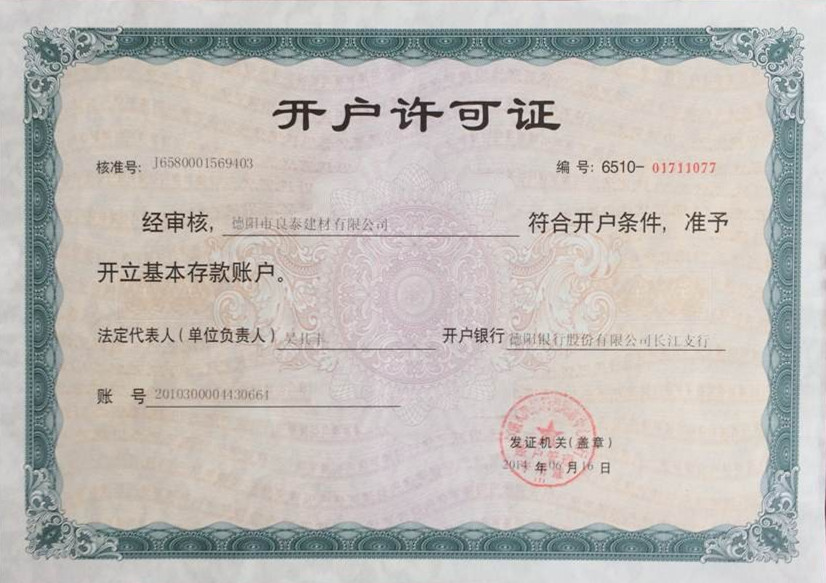 开户许可证
核准号: J6580001569403 编 号: 6510- 01711077
经审核, 德阳市良泰建材有限公司 符合开户条件, 准予
开立基本存款账户。
法定代表人(单位负责人) 吴其丰 开户银行 德阳银行股份有限公司长江支行
账 号 2010300004430664
发证机关(盖章)
2014 年 06 月 16 日